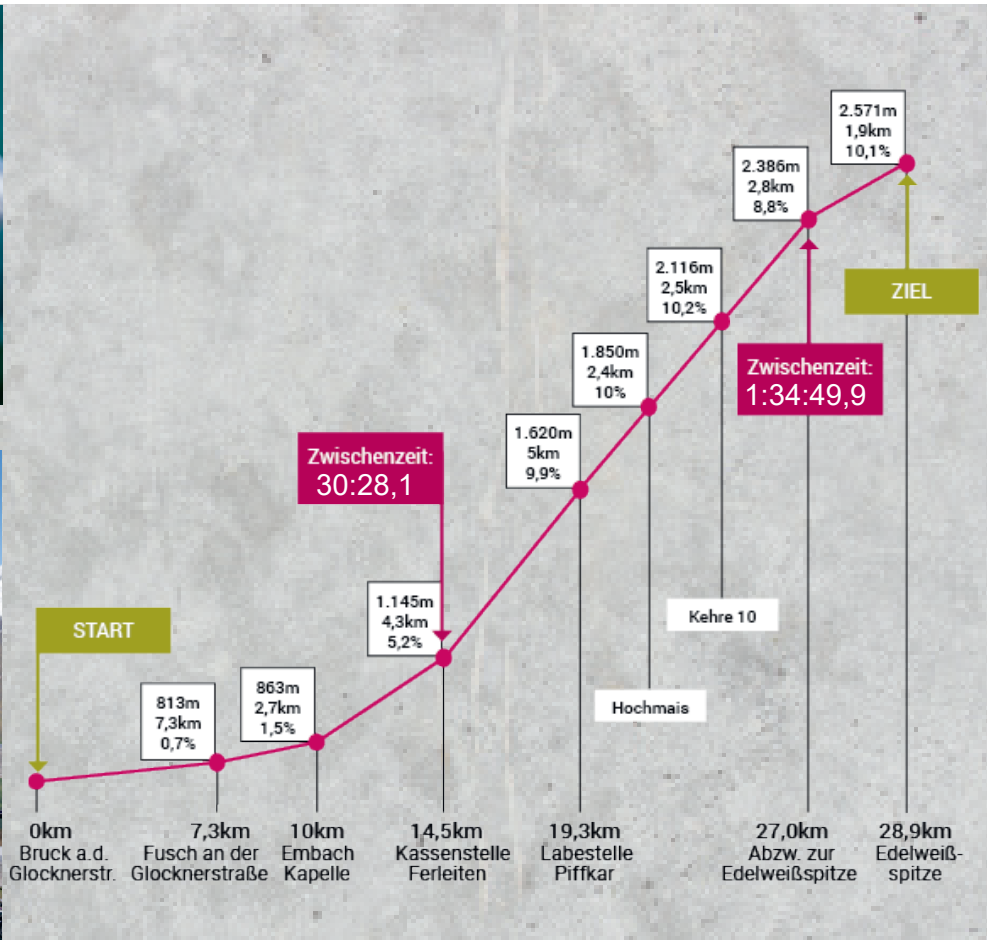 2.571m
1,9km
10,1%
2.386m
2,8km
8,8%
2.116m
2,5km
10,2%
ZIEL
1.850m
2,4km
10%
Zwischenzeit:
1:34:49,9
1.620m
5km
9,9%
Zwischenzeit:
30:28,1
1.145m
4,3km
5,2%
Kehre 10
START
863m
2,7km
1,5%
813m
7,3km
0,7%
Hochmais
0km
Bruck a.d.
Glocknerstr.
7,3km
Fusch an der
Glocknerstraße
10km
Embach
Kapelle
14,5km
Kassenstelle
Ferleiten
19,3km
Labestelle
Piffkar
27,0km
Abzw. zur
Edelweißspitze
28,9km
Edelweiß-
spitze